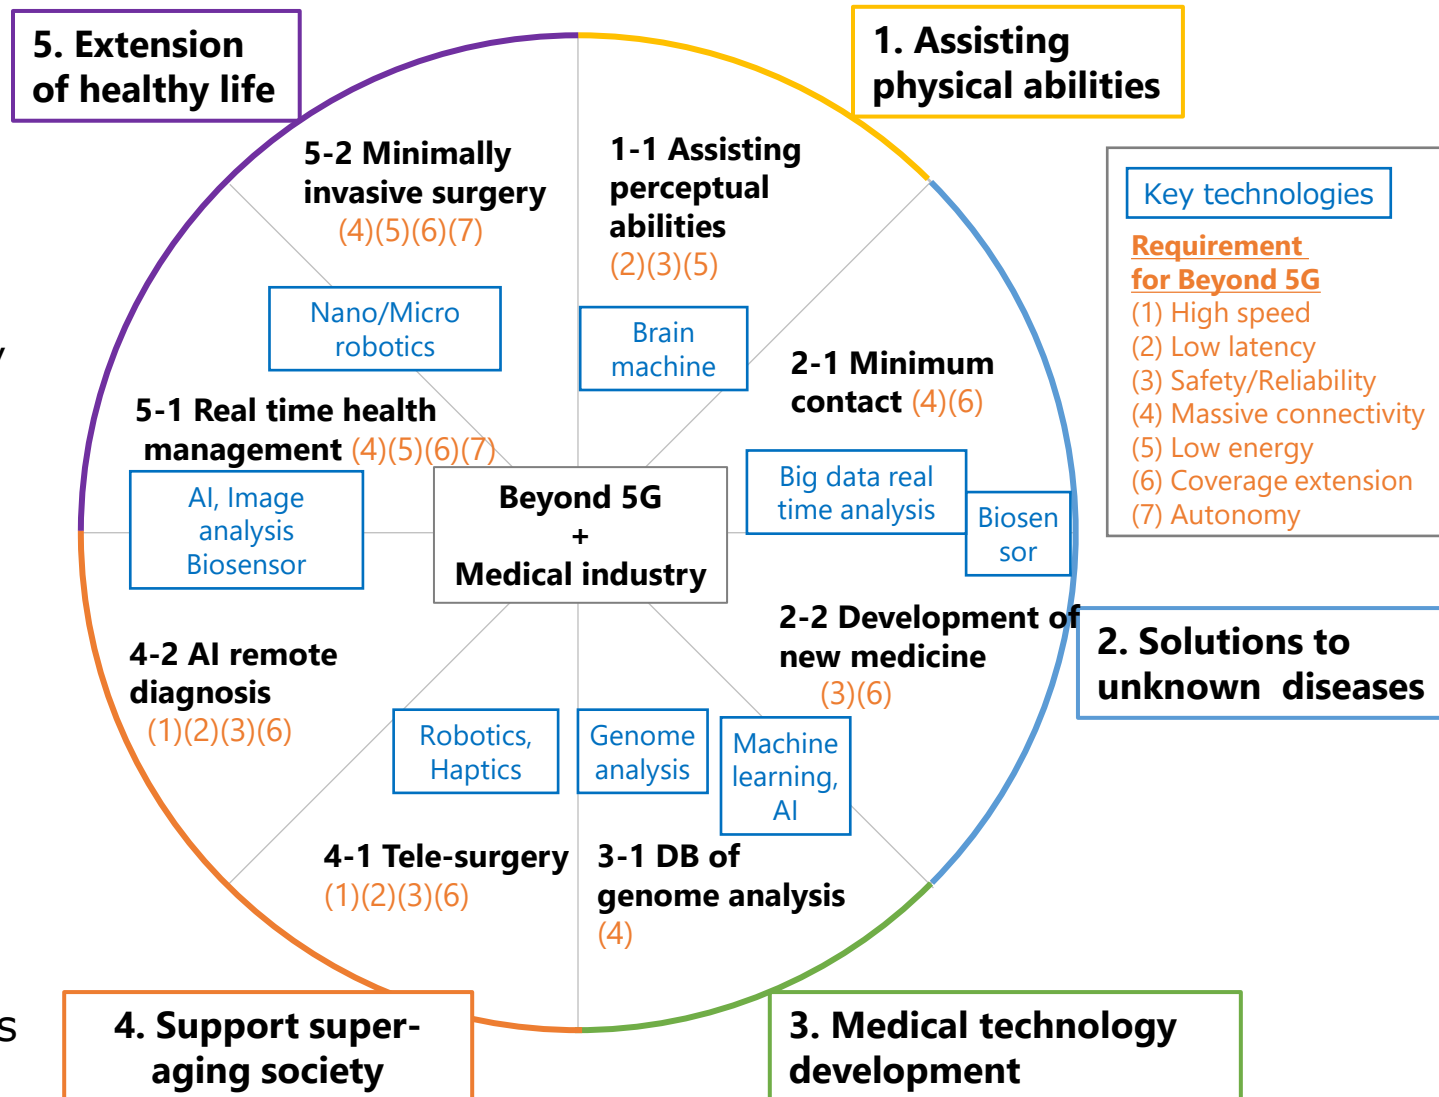 5. Extension
of healthy life
1. Assisting
physical abilities
5-2 Minimally
invasive surgery
(4)(5)(6)(7)
1-1 Assisting
perceptual
abilities
(2)(3)(5)
Key technologies
Requirement
for Beyond 5G
(1) High speed
(2) Low latency
(3) Safety/Reliability
(4) Massive connectivity
(5) Low energy
(6) Coverage extension
(7) Autonomy
Nano/Micro
robotics
Brain
machine
2-1 Minimum
contact (4)(6)
5-1 Real time health
management (4)(5)(6)(7)
AI, Image
analysis
Biosensor
Beyond 5G
+
Medical industry
Big data real
time analysis
Biosen
sor
2-2 Development of
new medicine
(3)(6)
2. Solutions to
unknown diseases
4-2 AI remote
diagnosis
(1)(2)(3)(6)
Robotics,
Haptics
Genome
analysis
Machine
learning,
AI
4-1 Tele-surgery
(1)(2)(3)(6)
3-1 DB of
genome analysis
(4)
s
4. Support super-
aging society
3. Medical technology
development